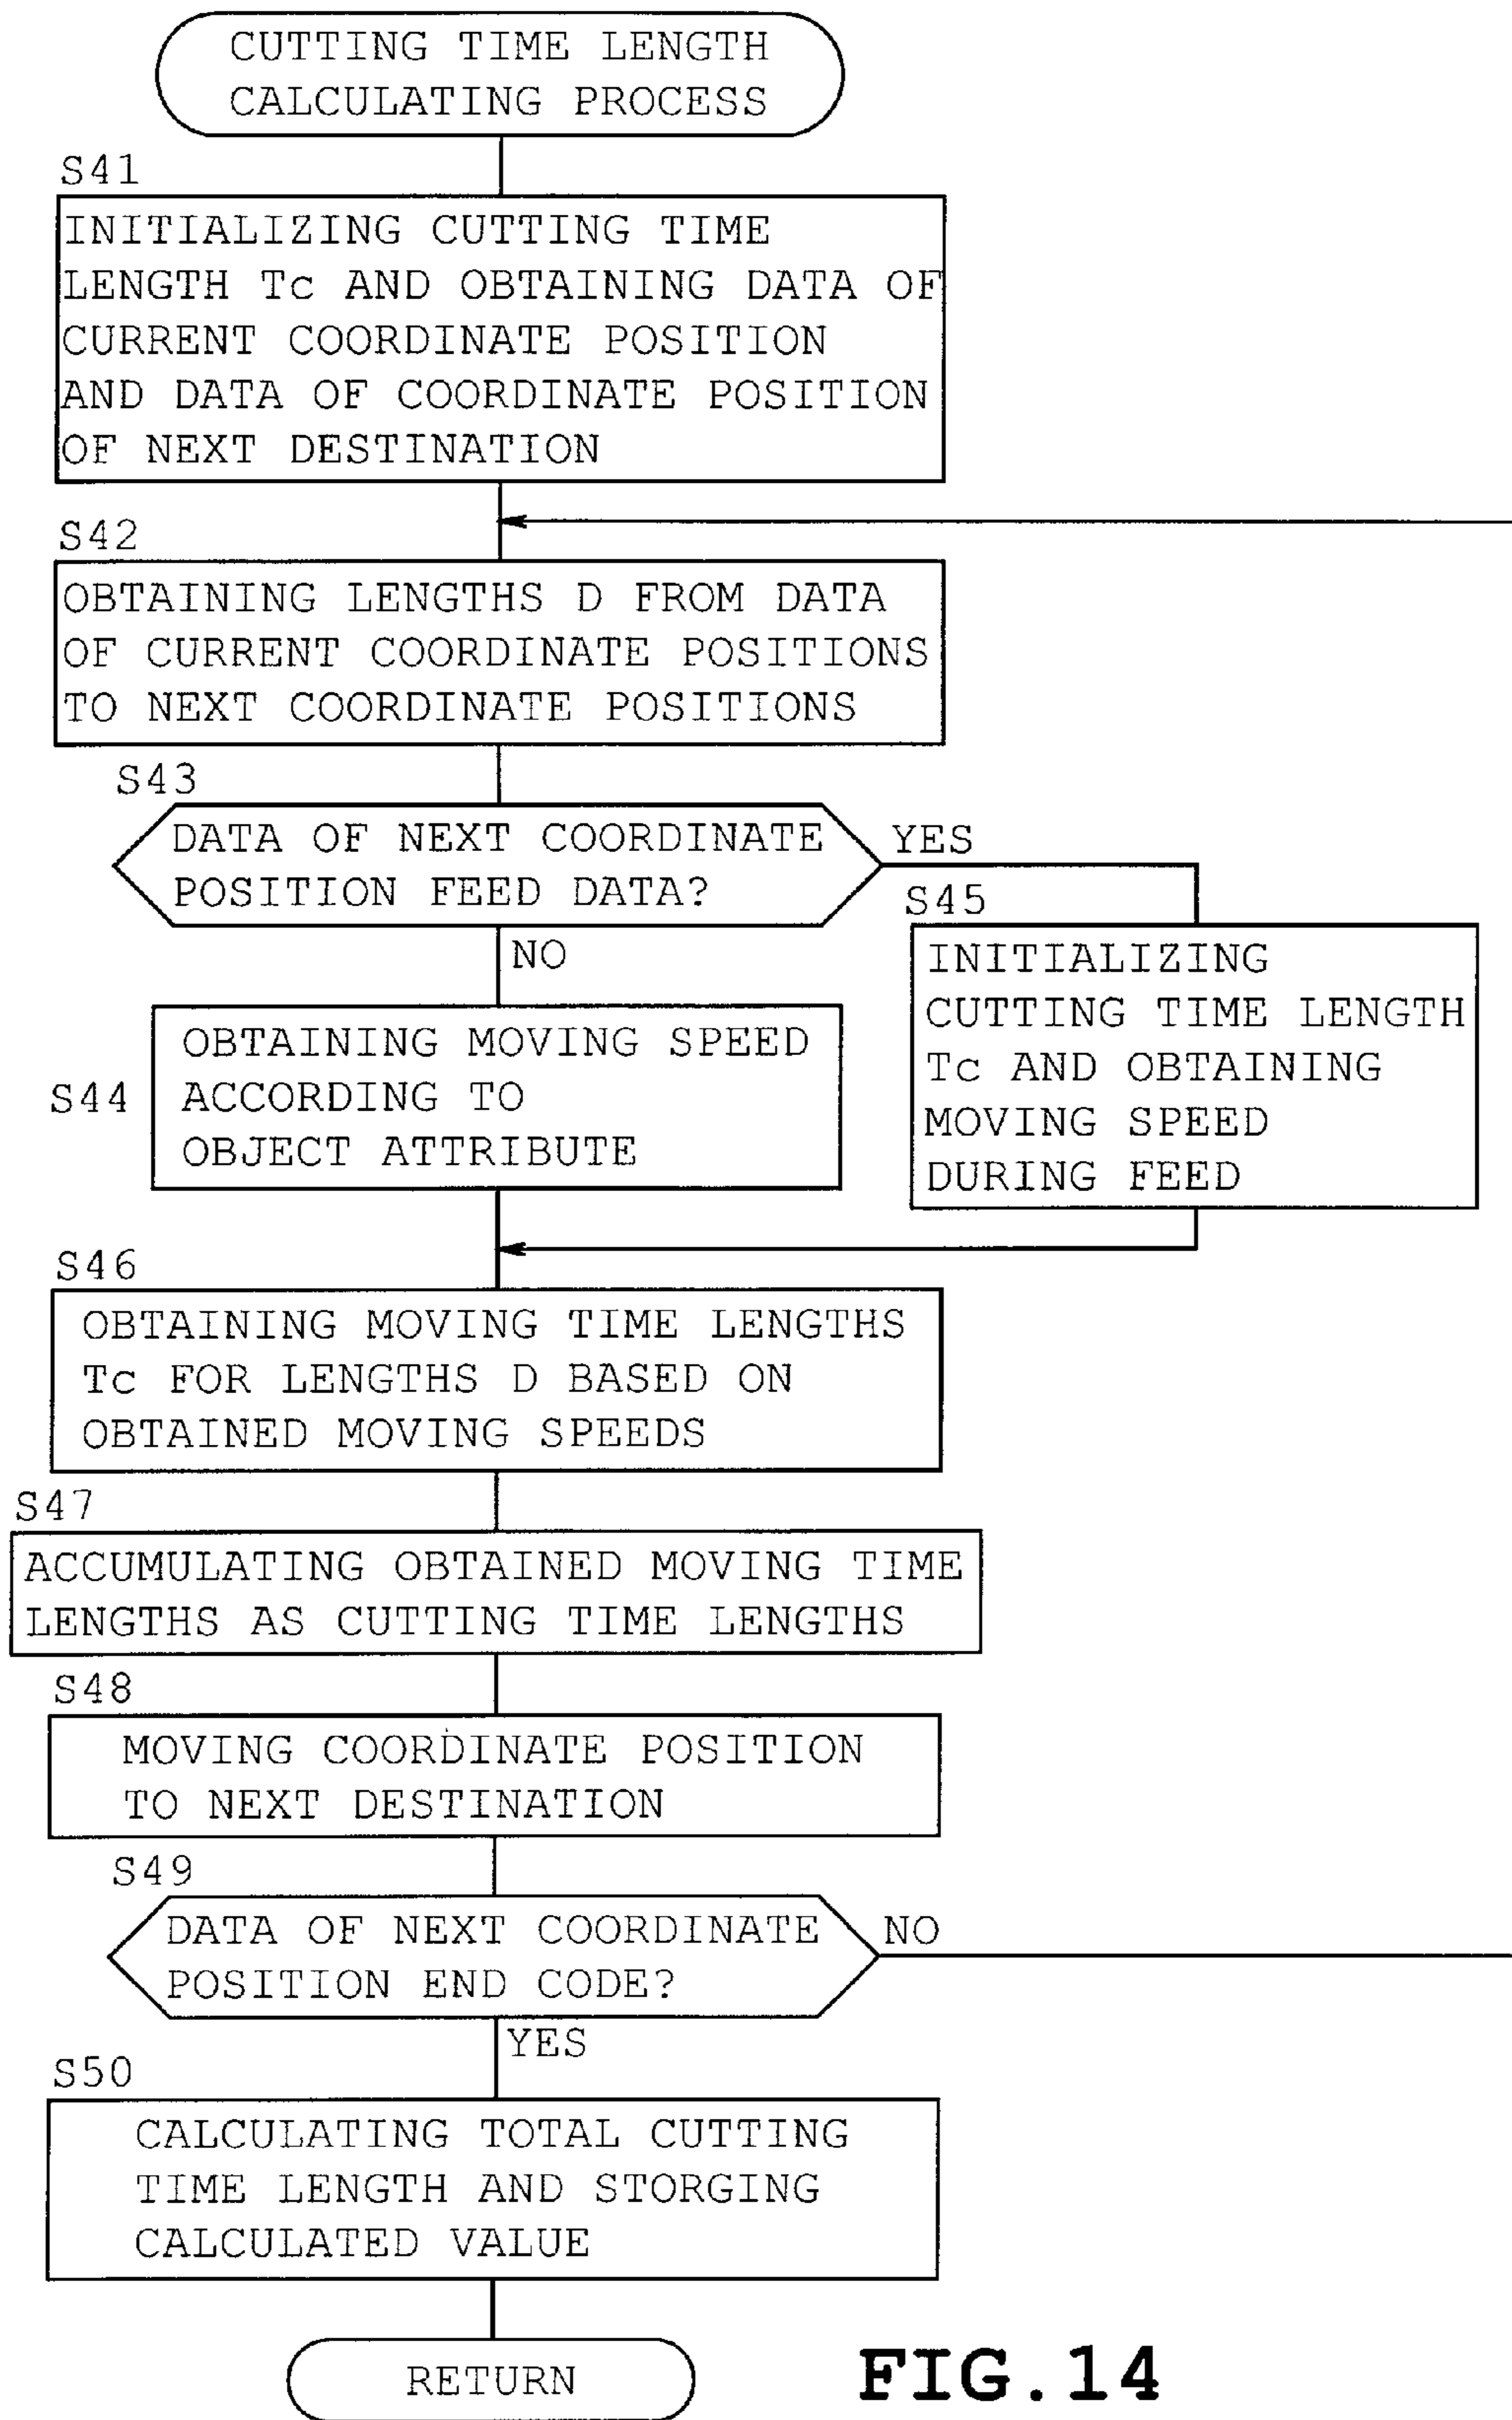 CUTTING TIME LENGTH
CALCULATING PROCESS
S41
INITIALIZING CUTTING TIME
LENGTH Tc AND OBTAINING DATA OF
CURRENT COORDINATE POSITION
AND DATA OF COORDINATE POSITION
OF NEXT DESTINATION
S42
OBTAINING LENGTHS D FROM DATA
OF CURRENT COORDINATE POSITIONS
TO NEXT COORDINATE POSITIONS
S43
DATA OF NEXT COORDINATE
POSITION FEED DATA?
YES
NO
S45
INITIALIZING
CUTTING TIME LENGTH
Tc AND OBTAINING
MOVING SPEED
DURING FEED
S44
OBTAINING MOVING SPEED
ACCORDING TO
OBJECT ATTRIBUTE
S46
OBTAINING MOVING TIME LENGTHS
Tc FOR LENGTHS D BASED ON
OBTAINED MOVING SPEEDS
S47
ACCUMULATING OBTAINED MOVING TIME
LENGTHS AS CUTTING TIME LENGTHS
S48
MOVING COORDINATE POSITION
TO NEXT DESTINATION
S49
DATA OF NEXT COORDINATE
POSITION END CODE?
NO
YES
S50
CALCULATING TOTAL CUTTING
TIME LENGTH AND STORGING
CALCULATED VALUE
RETURN
FIG.14